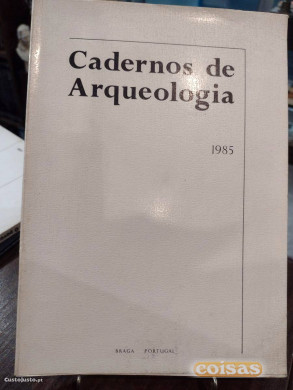 Cadernos de
Arqueologia
1985
BRAGA PORTUGAL
CustoJusto.pt
coisas